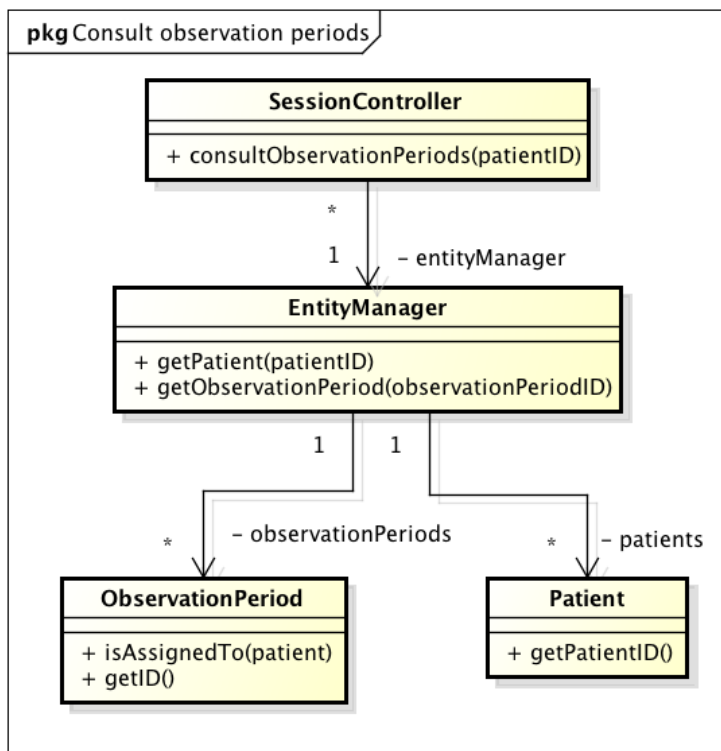 pkg Consult observation periods
SessionController
+ consultObservationPeriods(patientID)
*
1
- entityManager
EntityManager
+ getPatient(patientID)
+ getObservationPeriod(observationPeriodID)
1
1
- observationPeriods
- patients
*
*
ObservationPeriod
+ isAssignedTo(patient)
+ getID()
Patient
+ getPatientID()